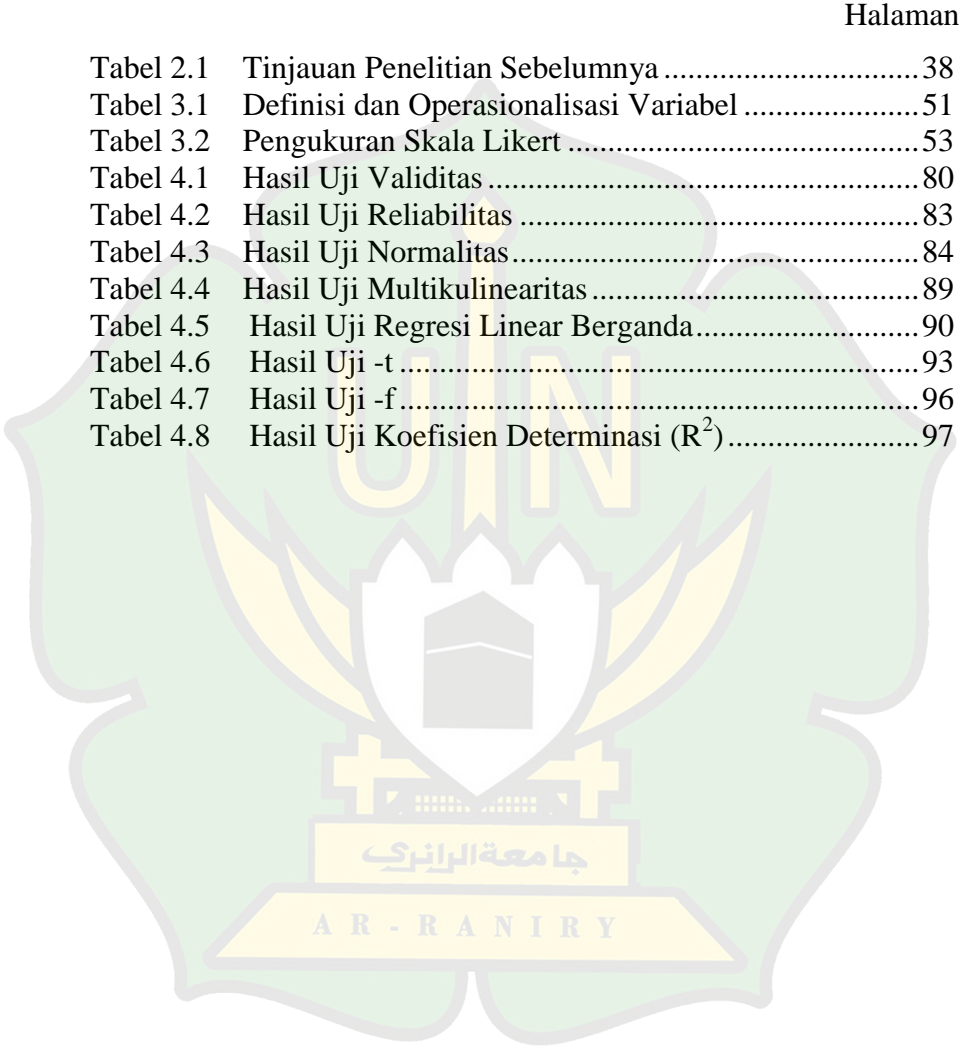 Halaman
Tabel 2.1 Tinjauan Penelitian Sebelumnya ................................ 38
Tabel 3.1 Definisi dan Operasionalisasi Variabel ...................... 51
Tabel 3.2 Pengukuran Skala Likert ............................................ 53
Tabel 4.1 Hasil Uji Validitas ...................................................... 80
Tabel 4.2 Hasil Uji Reliabilitas .................................................. 83
Tabel 4.3 Hasil Uji Normalitas ................................................... 84
Tabel 4.4 Hasil Uji Multikulinearitas ......................................... 89
Tabel 4.5 Hasil Uji Regresi Linear Berganda ............................ 90
Tabel 4.6 Hasil Uji -t .................................................................. 93
Tabel 4.7 Hasil Uji -f .................................................................. 96
Tabel 4.8 Hasil Uji Koefisien Determinasi (R²) ........................ 97
UIN
جامعةالرانري
AR-RANIRY